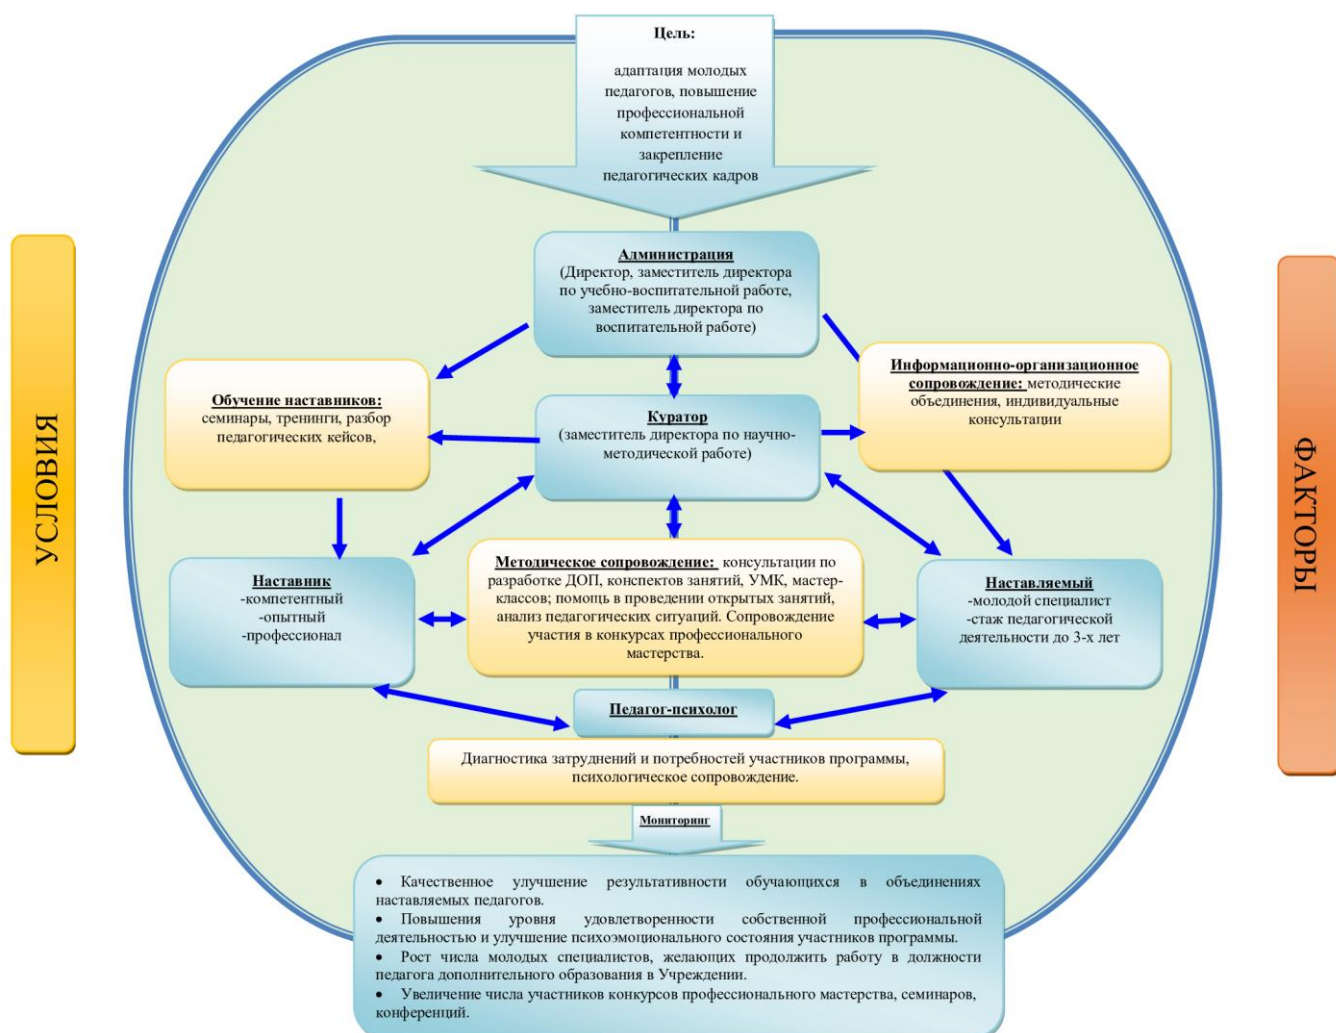 Цель:
адаптация молодых
педагогов, повышение
профессиональной
компетентности и
закрепление
педагогических кадров
Администрация
(Директор, заместитель директора
по учебно-воспитательной работе,
заместитель директора по
воспитательной работе)
Обучение наставников:
семинары, тренинги, разбор
педагогических кейсов,
Куратор
(заместитель директора по научно-
методической работе)
Информационно-организационное
сопровождение: методические
объединения, индивидуальные
консультации
УСЛОВИЯ
ФАКТОРЫ
Наставник
-компетентный
-опытный
-профессионал
Методическое сопровождение: консультации по
разработке ДОП, конспектов занятий, УМК, мастер-
классов; помощь в проведении открытых занятий,
анализ педагогических ситуаций. Сопровождение
участия в конкурсах профессионального
мастерства.
Наставляемый
-молодой специалист
-стаж педагогической
деятельности до 3-х лет
Педагог-психолог
Диагностика затруднений и потребностей участников программы,
психологическое сопровождение.
Мониторинг
• Качественное улучшение результативности обучающихся в объединениях
наставляемых педагогов.
• Повышения уровня удовлетворенности собственной профессиональной
деятельностью и улучшение психоэмоционального состояния участников программы.
• Рост числа молодых специалистов, желающих продолжить работу в должности
педагога дополнительного образования в Учреждении.
• Увеличение числа участников конкурсов профессионального мастерства, семинаров,
конференций.